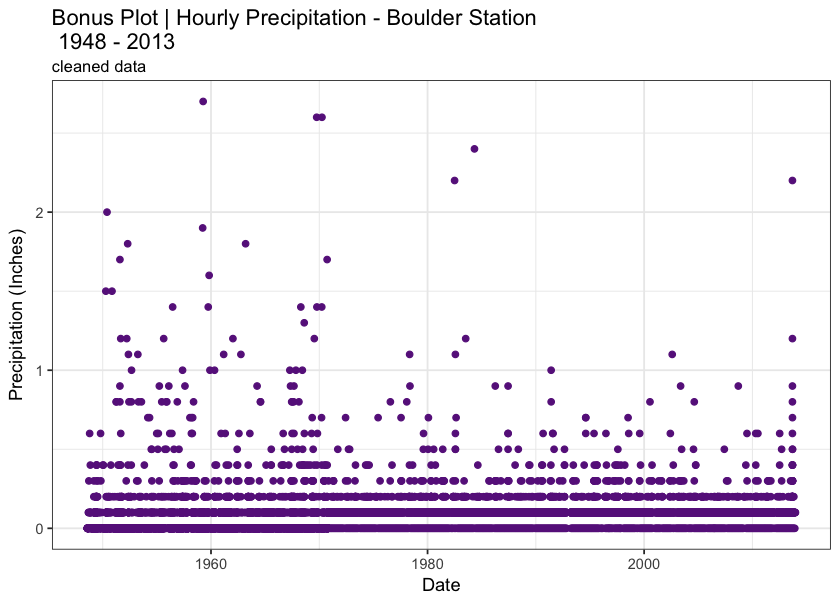 Bonus Plot | Hourly Precipitation - Boulder Station
1948 - 2013
cleaned data
Precipitation (Inches)
2
1
0
1960
1980
2000
Date